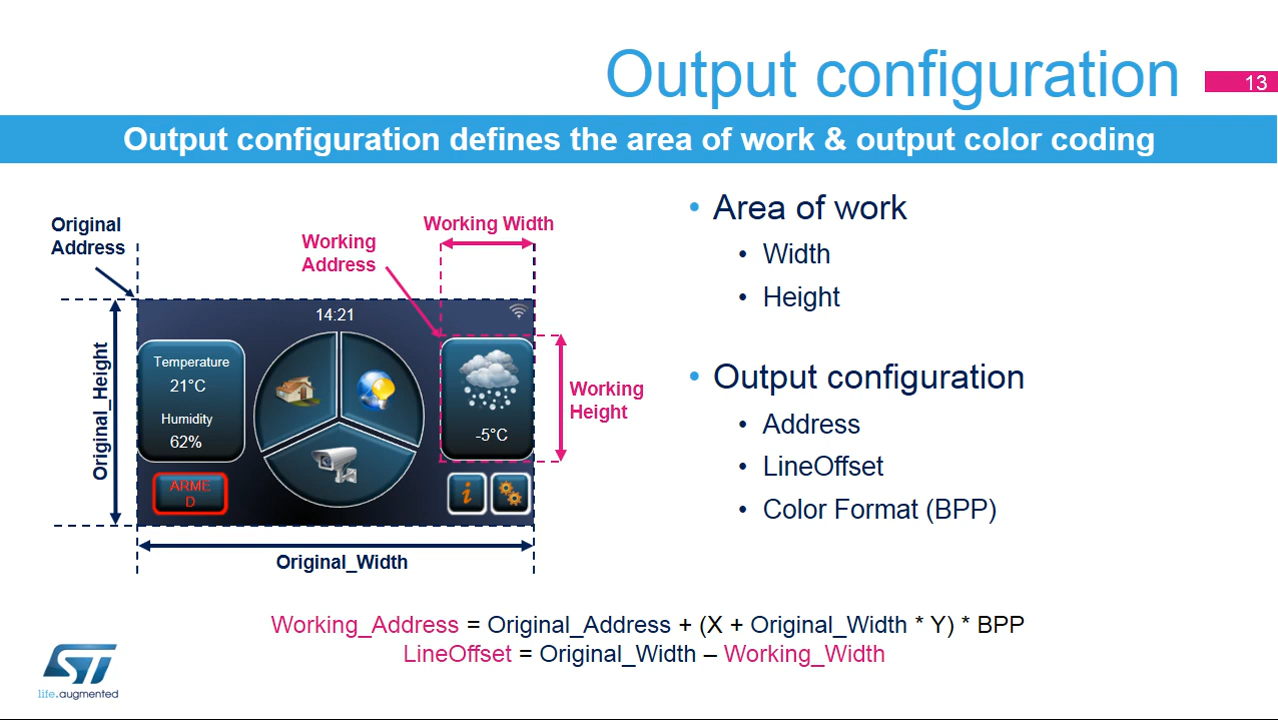 Output configuration
13
Output configuration defines the area of work & output color coding
Original
Address
Working
Address
Working Width
Original_Height
14:21
Temperature
21°C
Humidity
62%
ARME
D
-5°C
i
Working
Height
Original_Width
• Area of work
• Width
• Height
• Output configuration
• Address
• LineOffset
• Color Format (BPP)
Working_Address = Original_Address + (X + Original_Width * Y) * BPP
LineOffset = Original_Width – Working_Width
ST
life.augmented